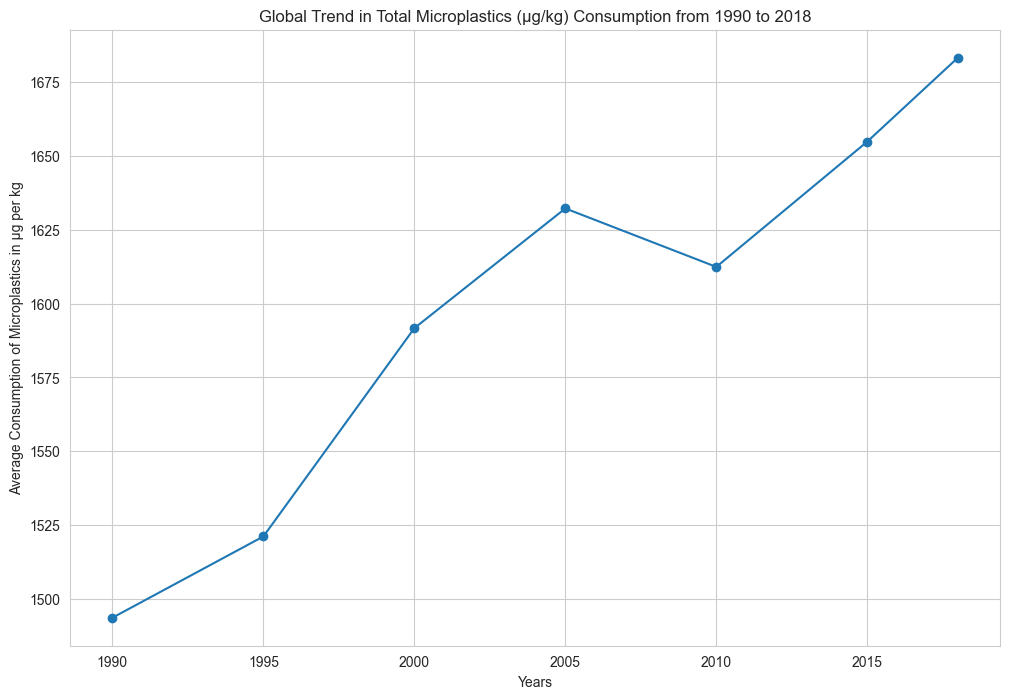 Global Trend in Total Microplastics (µg/kg) Consumption from 1990 to 2018
Average Consumption of Microplastics in µg per kg
1675
1650
1625
1600
1575
1550
1525
1500
1990 1995 2000 2005 2010 2015
Years